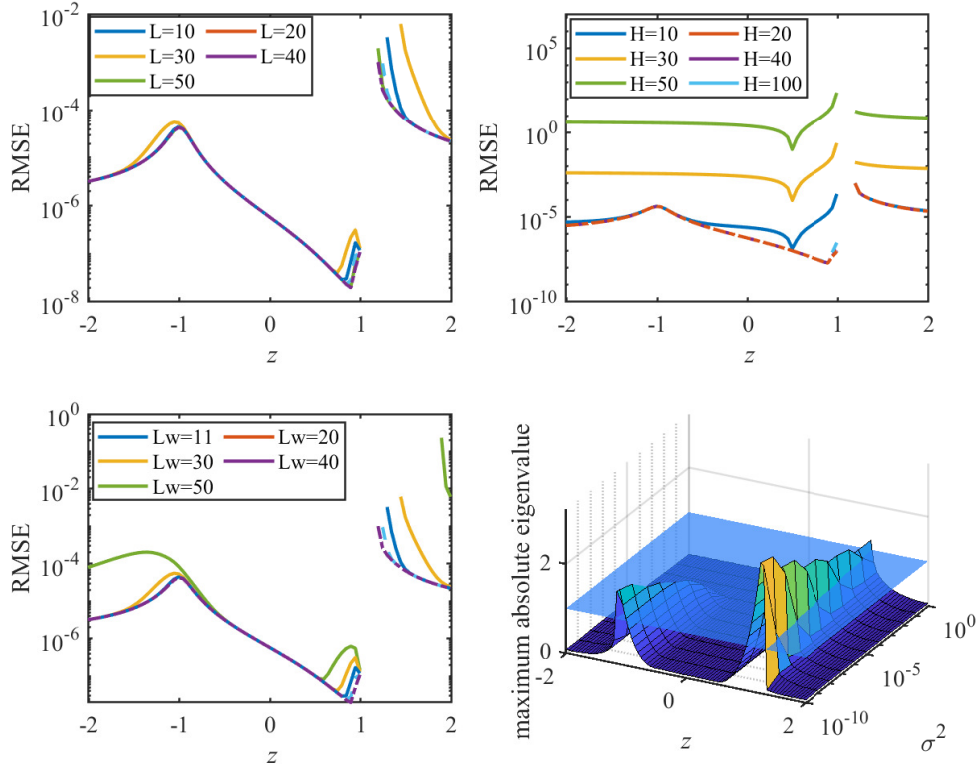 10^-2
10^-4
10^-6
10^-8
RMSE
L=10 L=20
L=30 L=40
L=50
-2 -1 0 1 2
z
10^5
10^0
10^-5
10^-10
RMSE
H=10 H=20
H=30 H=40
H=50 H=100
-2 -1 0 1 2
z
10^0
10^-2
10^-4
10^-6
RMSE
Lw=11 Lw=20
Lw=30 Lw=40
Lw=50
-2 -1 0 1 2
z
maximum absolute eigenvalue
2
0
-2 0 2
z
10^-10 10^-5 10^0
σ^2